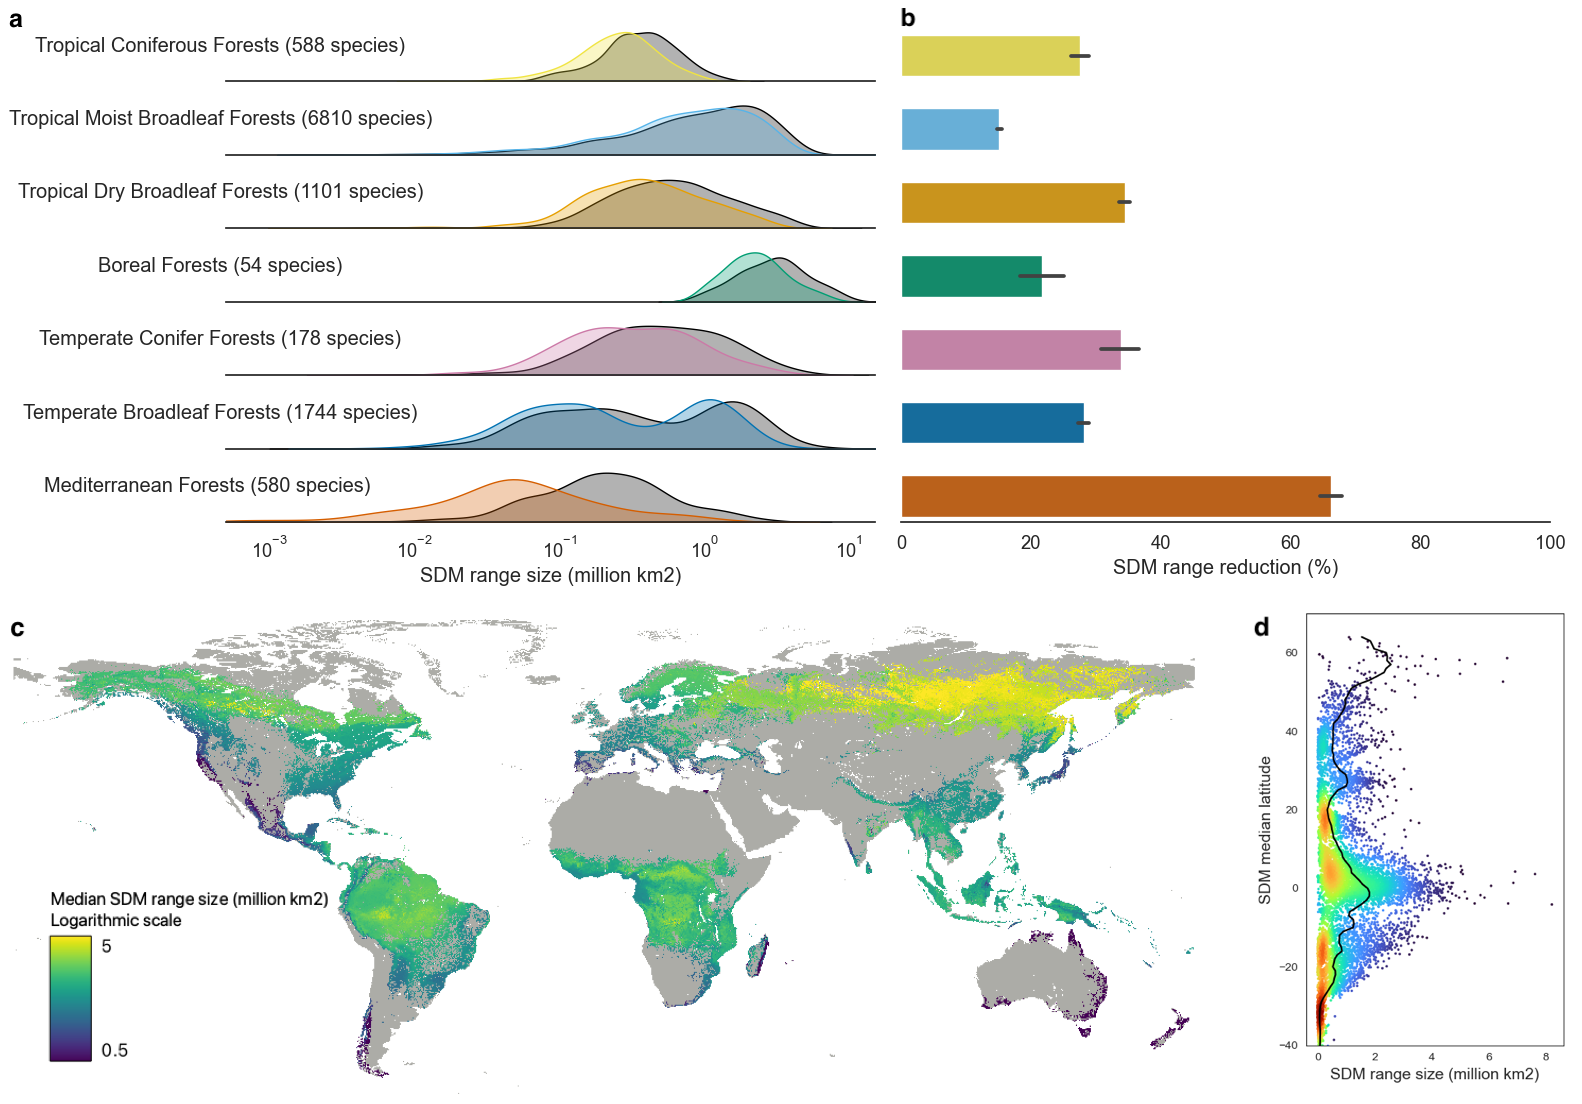 a
b
Tropical Coniferous Forests (588 species)
Tropical Moist Broadleaf Forests (6810 species)
Tropical Dry Broadleaf Forests (1101 species)
Boreal Forests (54 species)
Temperate Conifer Forests (178 species)
Temperate Broadleaf Forests (1744 species)
Mediterranean Forests (580 species)
10⁻³ 10⁻² 10⁻¹ 10⁰ 10¹
SDM range size (million km2)
0 20 40 60 80 100
SDM range reduction (%)
c
Median SDM range size (million km2)
Logarithmic scale
5
0.5
d
60
40
20
0
−20
−40
SDM median latitude
0 2 4 6 8
SDM range size (million km2)